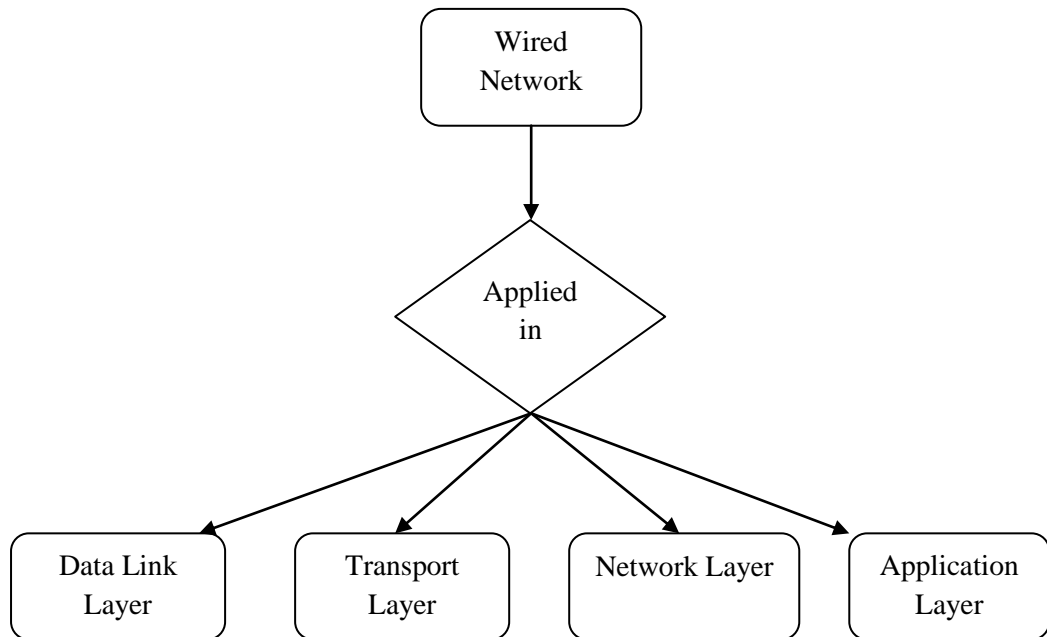 Wired
Network
Applied
in
Data Link
Layer
Transport
Layer
Network Layer
Application
Layer